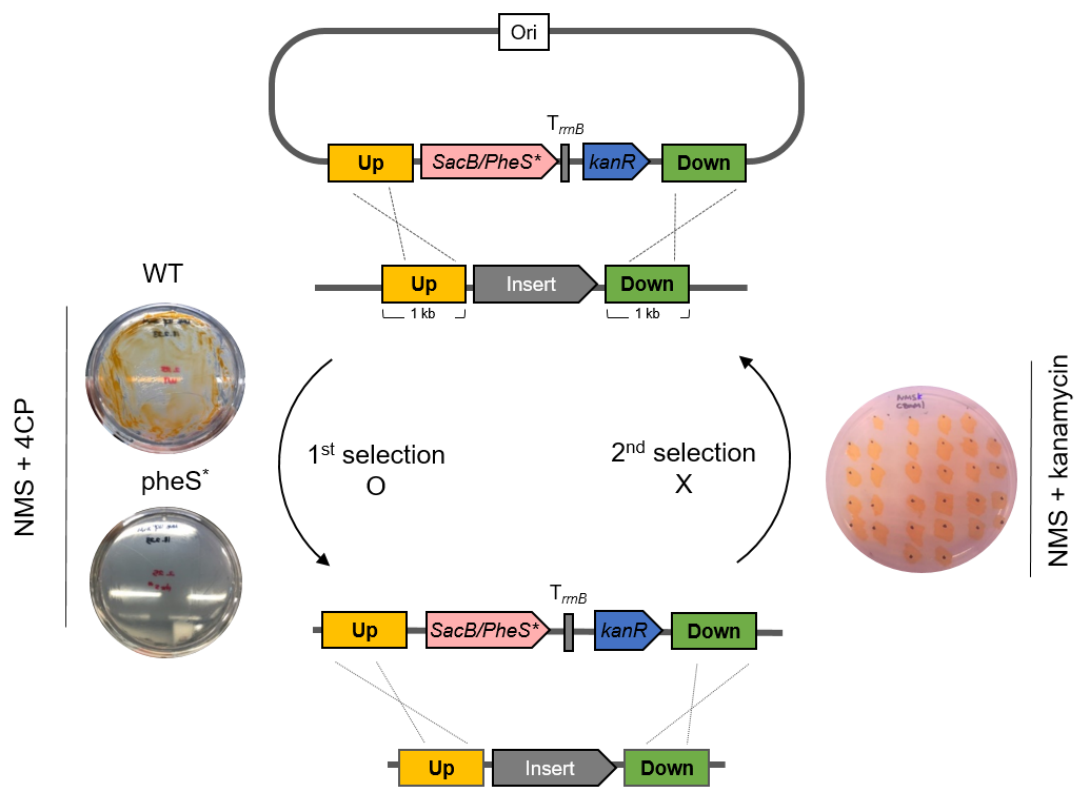 Ori
TrrnB
Up
SacB/PheS*
kanR
Down
Up
Insert
Down
1 kb
1 kb
WT
NMS + 4CP
pheS*
1st selection
O
2nd selection
X
NMSK
NMS + kanamycin
TrrnB
Up
SacB/PheS*
kanR
Down
Up
Insert
Down